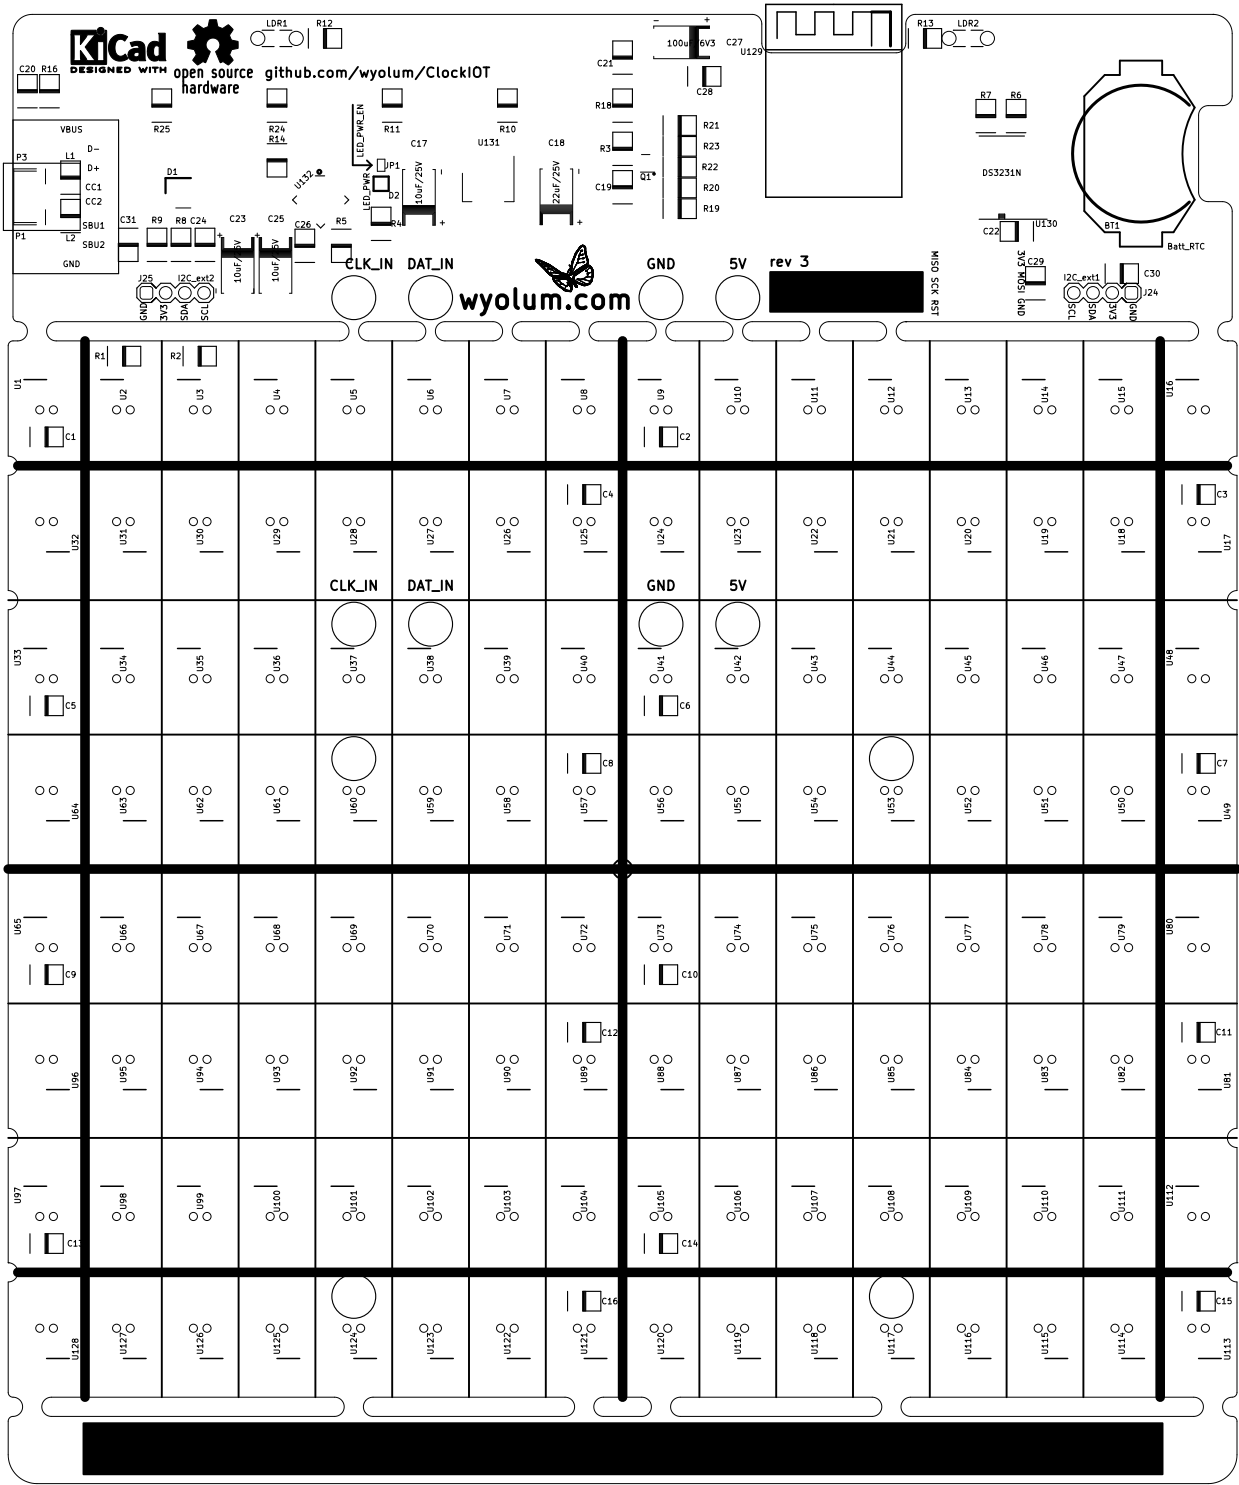 LDR1 R12 + R13 LDR2
KiCad
DESIGNED WITH
open source
hardware
github.com/wyolum/ClockIOT
100uF/6V3 C27 U129
C20 R16 C21 C28
R25 R24 R11 R10 R18 R7 R6
VBUS
R14 LED_PWR_EN C17 U131 C18 R3
R21
R23
R22
R20
R19
D-
P3 L1 D+
CC1
CC2
SBU1
SBU2
GND
P1 L2
D1 U132 JP1 LED_PWR D2
10uF/25V 22uF/25V C19 Q1
DS3231N
C31 R9 R8 C24 C23 C25 C26 R5 R4
10uF/25V 10uF/25V
C22 U130 BT1
Batt_RTC
CLK_IN DAT_IN GND 5V rev 3
MISO SCK RST
3V3 MOSI GND
C29 C30
J25 I2C_ext2 I2C_ext1 J24
GND 3V3 SDA SCL SCL SDA 3V3 GND
wyolum.com
R1 R2
U1 U2 U3 U4 U5 U6 U7 U8 U9 U10 U11 U12 U13 U14 U15 U16
C1 C2
C4 C3
U32 U31 U30 U29 U28 U27 U26 U25 U24 U23 U22 U21 U20 U19 U18 U17
CLK_IN DAT_IN GND 5V
U33 U34 U35 U36 U37 U38 U39 U40 U41 U42 U43 U44 U45 U46 U47 U48
C5 C6
C8 C7
U64 U63 U62 U61 U60 U59 U58 U57 U56 U55 U54 U53 U52 U51 U50 U49
U65 U66 U67 U68 U69 U70 U71 U72 U73 U74 U75 U76 U77 U78 U79 U80
C9 C10
C12 C11
U96 U95 U94 U93 U92 U91 U90 U89 U88 U87 U86 U85 U84 U83 U82 U81
U97 U98 U99 U100 U101 U102 U103 U104 U105 U106 U107 U108 U109 U110 U111 U112
C13 C14
C16 C15
U128 U127 U126 U125 U124 U123 U122 U121 U120 U119 U118 U117 U116 U115 U114 U113